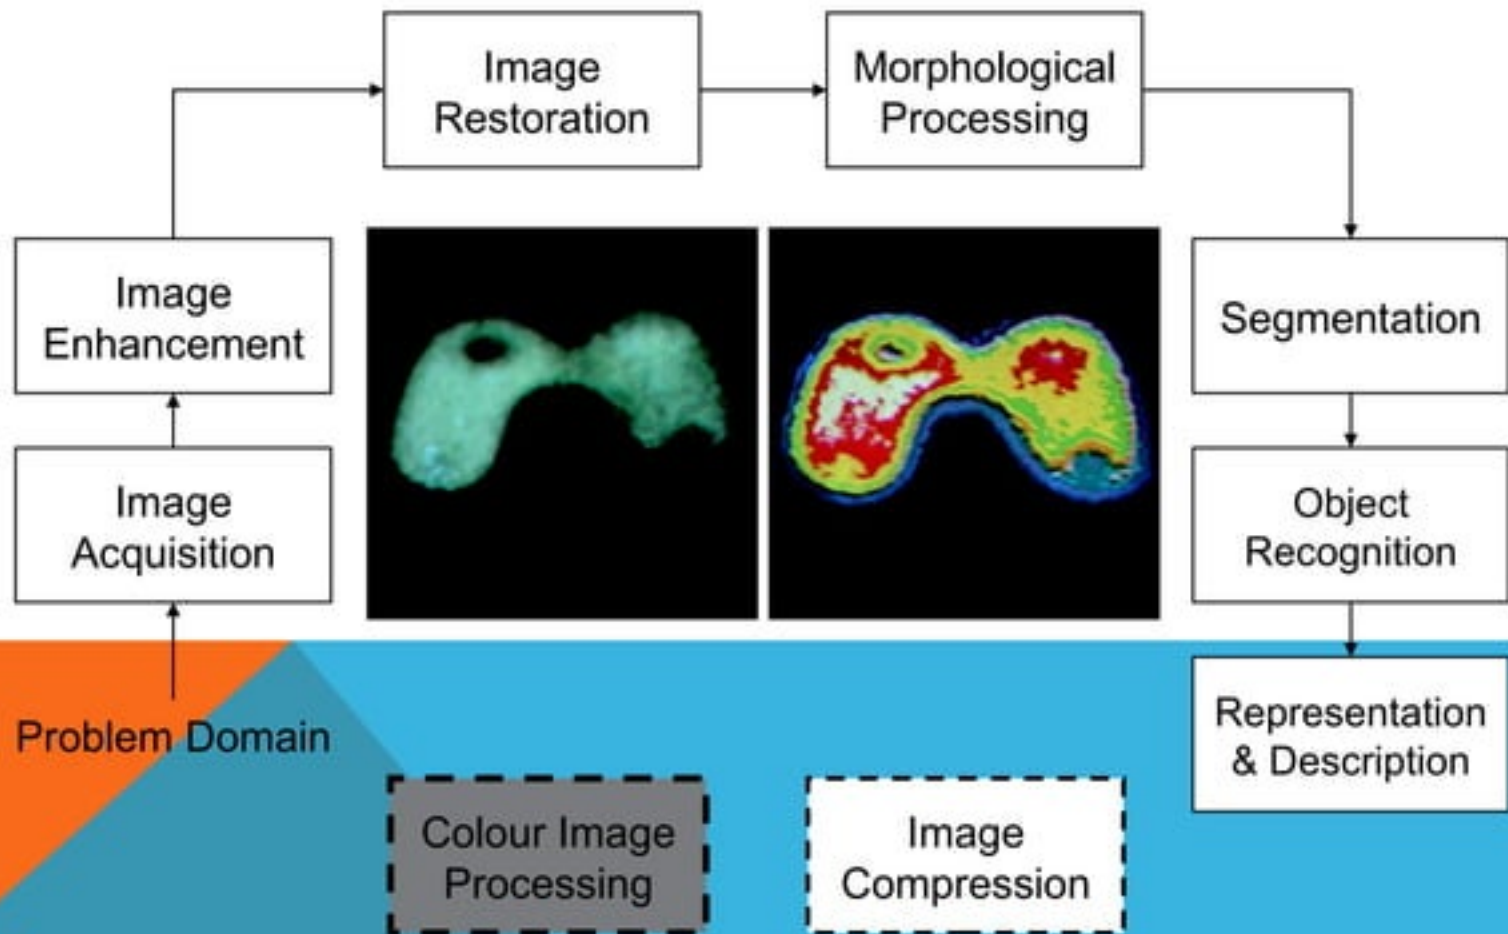 Image
Restoration
Morphological
Processing
Image
Enhancement
Segmentation
Image
Acquisition
Object
Recognition
Problem Domain
Representation
& Description
Colour Image
Processing
Image
Compression